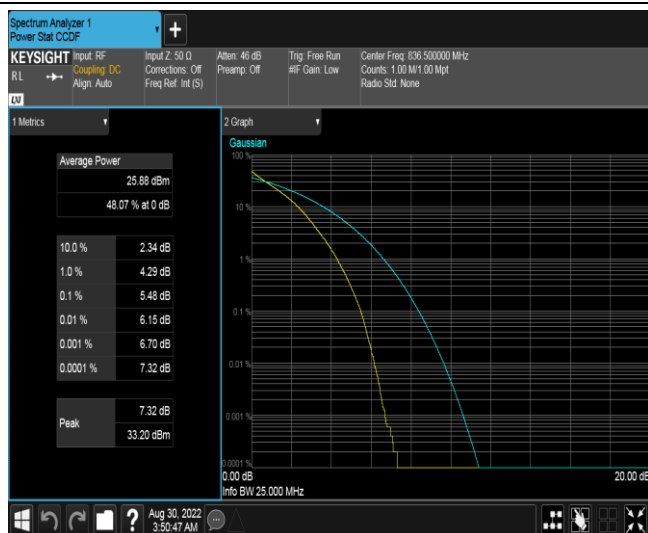 Spectrum Analyzer 1
Power Stat CCDF
+
KEYSIGHT
RL
LXI
Input: RF
Coupling: DC
Align: Auto
Input Z: 50 Ω
Corrections: Off
Freq Ref: Int (S)
Atten: 46 dB
Preamp: Off
Trig: Free Run
#IF Gain: Low
Center Freq: 836.500000 MHz
Counts: 1.00 M/1.00 Mpt
Radio Std: None
1 Metrics
Average Power
25.88 dBm
48.07 % at 0 dB
10.0 % 2.34 dB
1.0 % 4.29 dB
0.1 % 5.48 dB
0.01 % 6.15 dB
0.001 % 6.70 dB
0.0001 % 7.32 dB
Peak
7.32 dB
33.20 dBm
2 Graph
Gaussian
100 %
10 %
1 %
0.1 %
0.01 %
0.001 %
0.0001 %
0.00 dB 20.00 dB
Info BW 25.000 MHz
?
Aug 30, 2022
3:50:47 AM